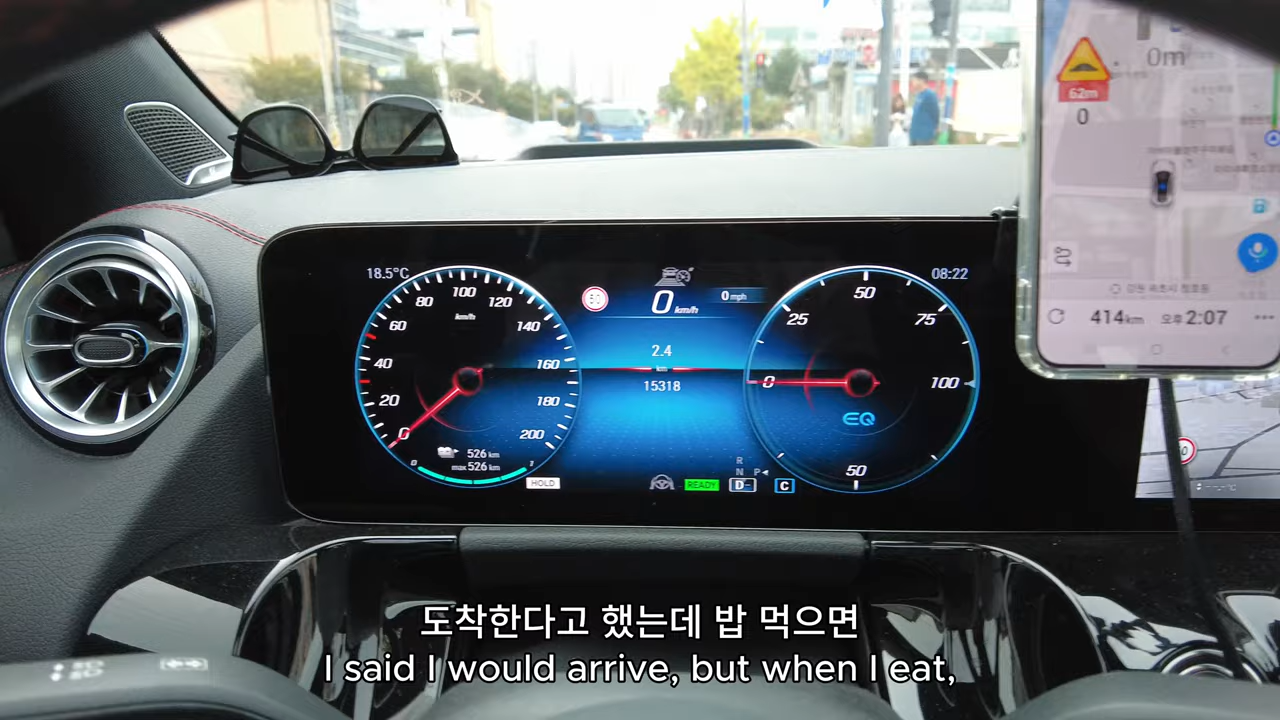 0m
62m
0
414km 오후 2:07
18.5°C
08:22
0 20 40 60 80 100 120 140 160 180 200
km/h
526 km
max 526 km
0 1
HOLD
50
0 km/h
0 mph
2.4
km
15318
R
N P
D-
C
READY
0 25 50 75 100
50
EQ
도착한다고 했는데 밥 먹으면
I said I would arrive, but when I eat,